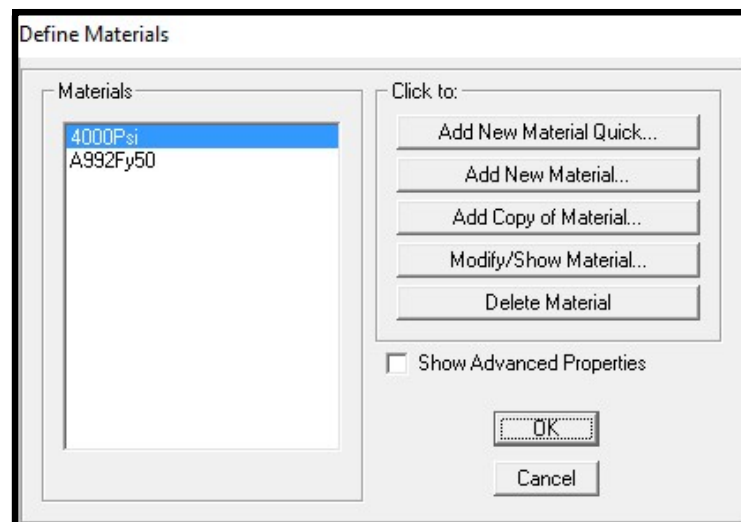 Define Materials
Materials
4000Psi
A992Fy50
Click to:
Add New Material Quick...
Add New Material...
Add Copy of Material...
Modify/Show Material...
Delete Material
Show Advanced Properties
OK
Cancel